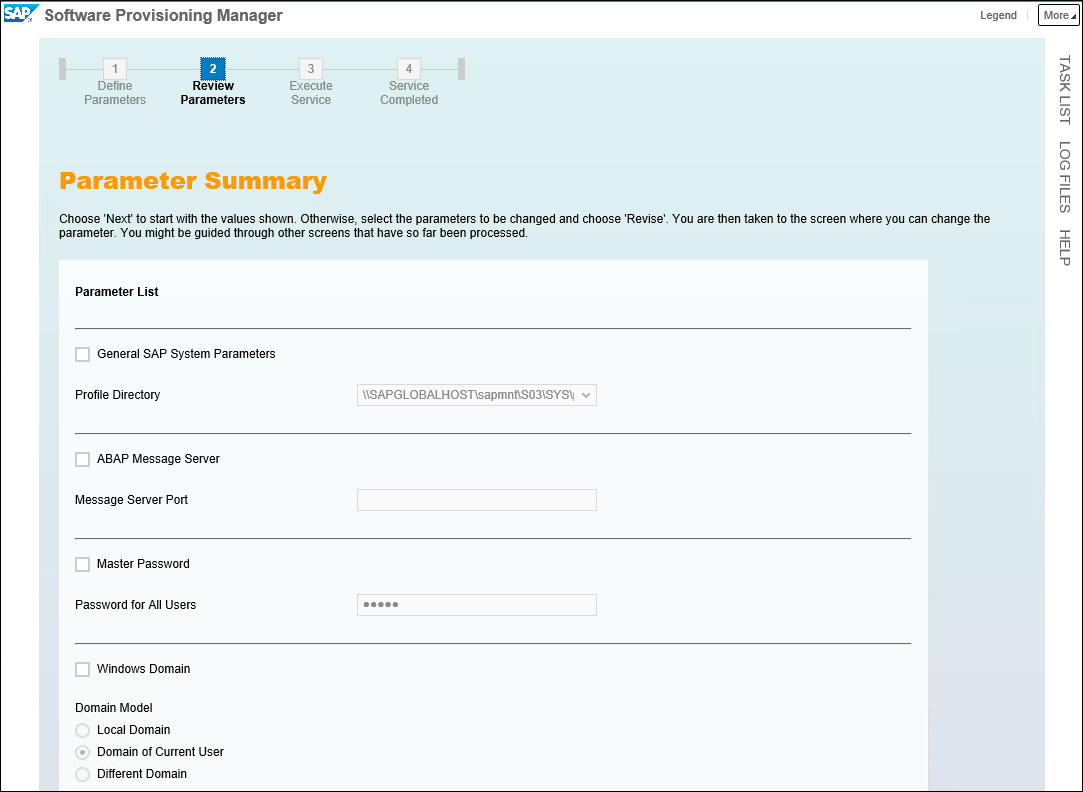 SAP Software Provisioning Manager
Legend
More
1
2
3
4
Define
Parameters
Review
Parameters
Execute
Service
Service
Completed
TASK LIST
LOG FILES
HELP
Parameter Summary
Choose 'Next' to start with the values shown. Otherwise, select the parameters to be changed and choose 'Revise'. You are then taken to the screen where you can change the
parameter. You might be guided through other screens that have so far been processed.
Parameter List
General SAP System Parameters
Profile Directory
\\SAPGLOBALHOST\sapmnt\S03\SYS\
ABAP Message Server
Message Server Port
Master Password
Password for All Users
●●●●●
Windows Domain
Domain Model
Local Domain
Domain of Current User
Different Domain